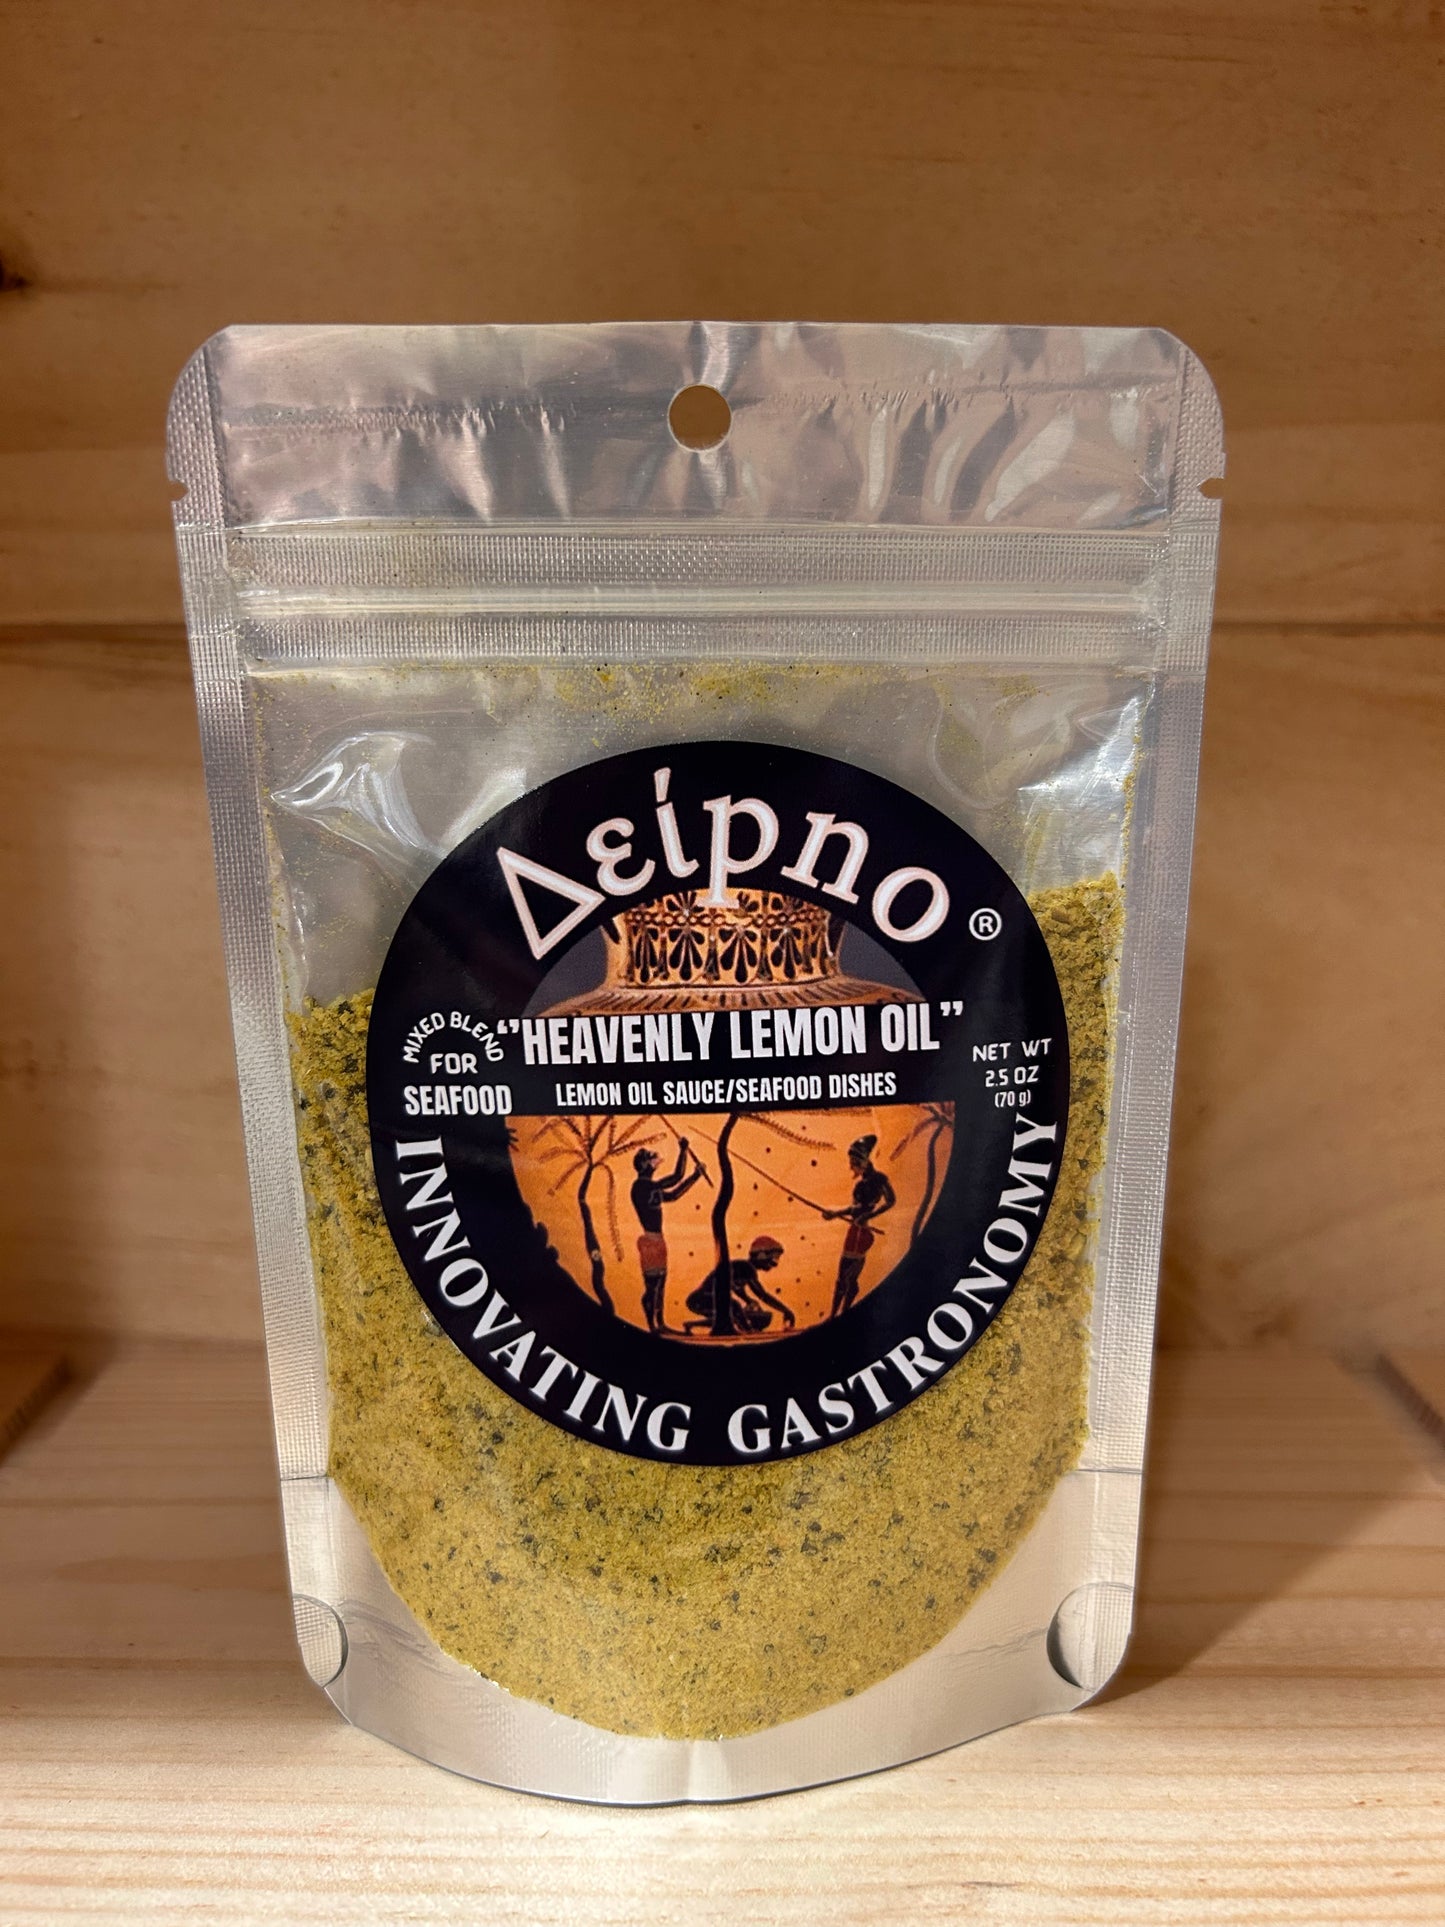 Δείρnο ®
MIXED BLEND
FOR
SEAFOOD
“HEAVENLY LEMON OIL”
LEMON OIL SAUCE/SEAFOOD DISHES
NET WT
2.5 OZ
(70 g)
INNOVATING GASTRONOMY